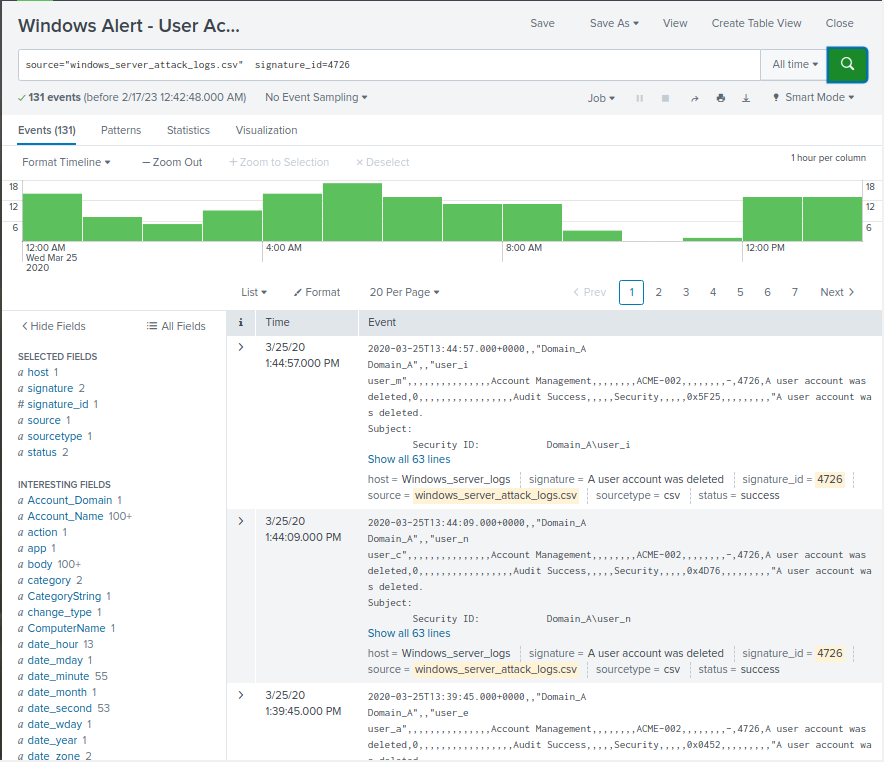 Windows Alert - User Ac...
Save
Save As
View
Create Table View
Close
source="windows_server_attack_logs.csv"  signature_id=4726
All time
131 events (before 2/17/23 12:42:48.000 AM)
No Event Sampling
Job
Smart Mode
Events (131)
Patterns
Statistics
Visualization
Format Timeline
— Zoom Out
+ Zoom to Selection
× Deselect
1 hour per column
18
12
6
18
12
6
12:00 AM
Wed Mar 25
2020
4:00 AM
8:00 AM
12:00 PM
List
Format
20 Per Page
< Prev
1
2
3
4
5
6
7
Next >
< Hide Fields
All Fields
i
Time
Event
SELECTED FIELDS
a host 1
a signature 2
# signature_id 1
a source 1
a sourcetype 1
a status 2
INTERESTING FIELDS
a Account_Domain 1
a Account_Name 100+
a action 1
a app 1
a body 100+
a category 2
a CategoryString 1
a change_type 1
a ComputerName 1
a date_hour 13
a date_mday 1
a date_minute 55
a date_month 1
a date_second 53
a date_wday 1
a date_year 1
a date_zone 2
>
3/25/20
1:44:57.000 PM
2020-03-25T13:44:57.000+0000,,"Domain_A
Domain_A",,"user_i
user_m",,,,,,,,,,,,,,,Account Management,,,,,,,,ACME-002,,,,,,,-,4726,A user account was
deleted,0,,,,,,,,,,,,,,,,,Audit Success,,,,,Security,,,,,0x5F25,,,,,,,,,"A user account wa
s deleted.
Subject:
Security ID: Domain_A\user_i
Show all 63 lines
host = Windows_server_logs
signature = A user account was deleted
signature_id = 4726
source = windows_server_attack_logs.csv
sourcetype = csv
status = success
>
3/25/20
1:44:09.000 PM
2020-03-25T13:44:09.000+0000,,"Domain_A
Domain_A",,"user_n
user_c",,,,,,,,,,,,,,,Account Management,,,,,,,,ACME-002,,,,,,,-,4726,A user account was
deleted,0,,,,,,,,,,,,,,,,,Audit Success,,,,,Security,,,,,0x4D76,,,,,,,,,"A user account wa
s deleted.
Subject:
Security ID: Domain_A\user_n
Show all 63 lines
host = Windows_server_logs
signature = A user account was deleted
signature_id = 4726
source = windows_server_attack_logs.csv
sourcetype = csv
status = success
>
3/25/20
1:39:45.000 PM
2020-03-25T13:39:45.000+0000,,"Domain_A
Domain_A",,"user_e
user_a",,,,,,,,,,,,,,,Account Management,,,,,,,,ACME-002,,,,,,,-,4726,A user account was
deleted,0,,,,,,,,,,,,,,,,,Audit Success,,,,,Security,,,,,0x0452,,,,,,,,,"A user account wa